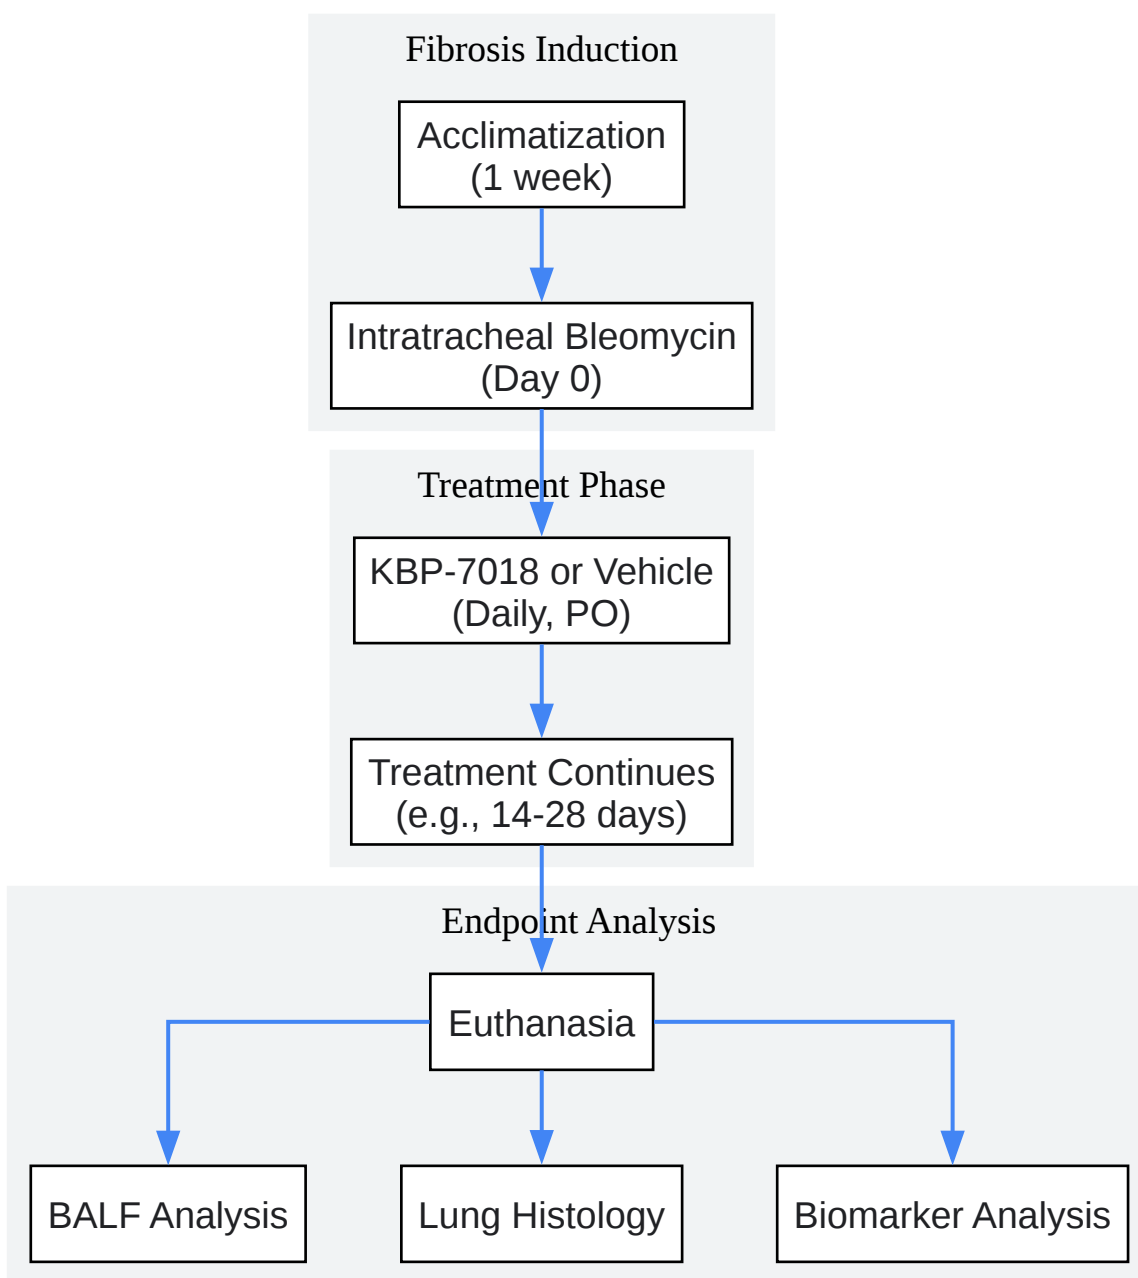 Fibrosis Induction
Acclimatization
(1 week)
Intratracheal Bleomycin
(Day 0)
Treatment Phase
KBP-7018 or Vehicle
(Daily, PO)
Treatment Continues
(e.g., 14-28 days)
Endpoint Analysis
Euthanasia
BALF Analysis
Lung Histology
Biomarker Analysis